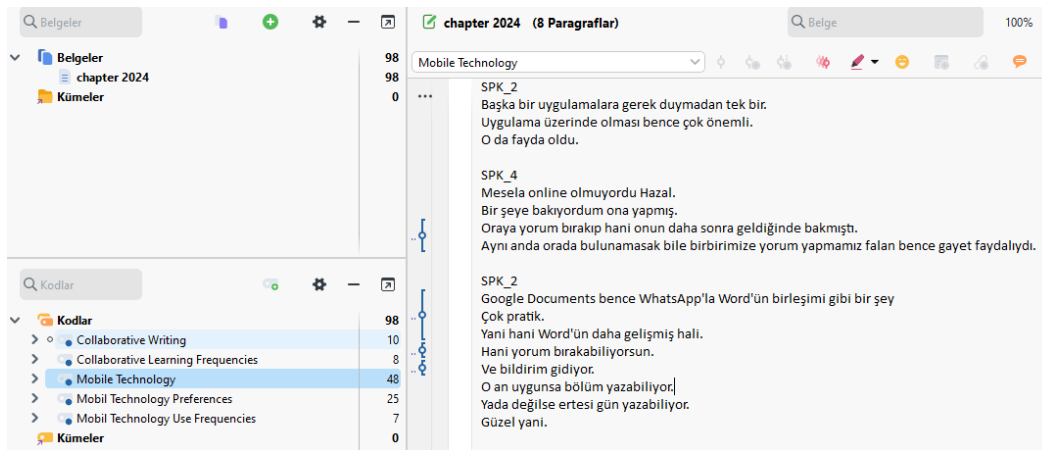 Belgeler
Belgeler 98
chapter 2024 98
Kümeler 0
Kodlar
Kodlar 98
Collaborative Writing 10
Collaborative Learning Frequencies 8
Mobile Technology 48
Mobil Technology Preferences 25
Mobil Technology Use Frequencies 7
Kümeler 0
chapter 2024 (8 Paragraflar)
Belge
100%
Mobile Technology
SPK_2
Başka bir uygulamalara gerek duymadan tek bir.
Uygulama üzerinde olması bence çok önemli.
O da fayda oldu.
SPK_4
Mesela online olmuyordu Hazal.
Bir şeye bakıyordum ona yapmış.
Oraya yorum bırakıp hani onun daha sonra geldiğinde bakmıştı.
Aynı anda orada bulunamasak bile birbirimize yorum yapmamız falan bence gayet faydalıydı.
SPK_2
Google Documents bence WhatsApp'la Word'ün birleşimi gibi bir şey
Çok pratik.
Yani hani Word'ün daha gelişmiş hali.
Hani yorum bırakabiliyorsun.
Ve bildirim gidiyor.
O an uygunsa bölüm yazabiliyor.
Yada değilse ertesi gün yazabiliyor.
Güzel yani.